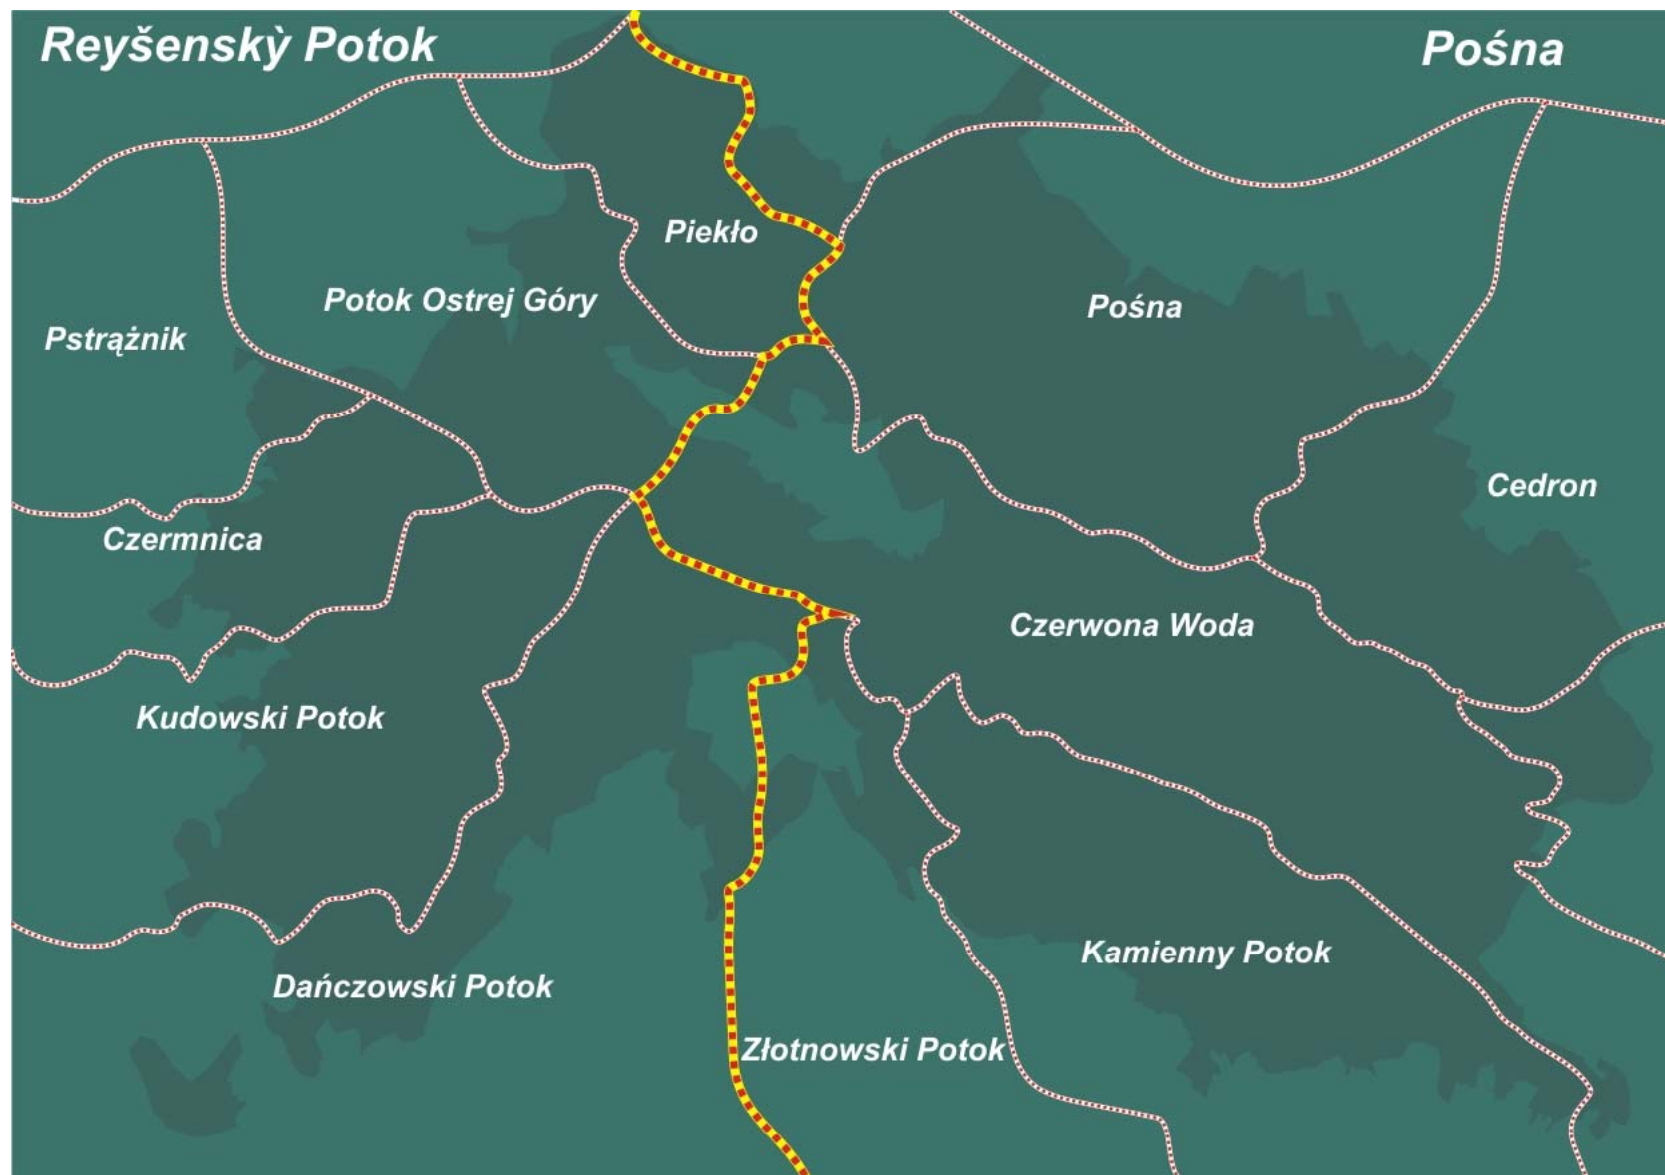 Reyšenskỳ Potok
Pośna
Piekło
Potok Ostrej Góry
Pośna
Pstrążnik
Cedron
Czermnica
Czerwona Woda
Kudowski Potok
Kamienny Potok
Dańczowski Potok
Złotnowski Potok